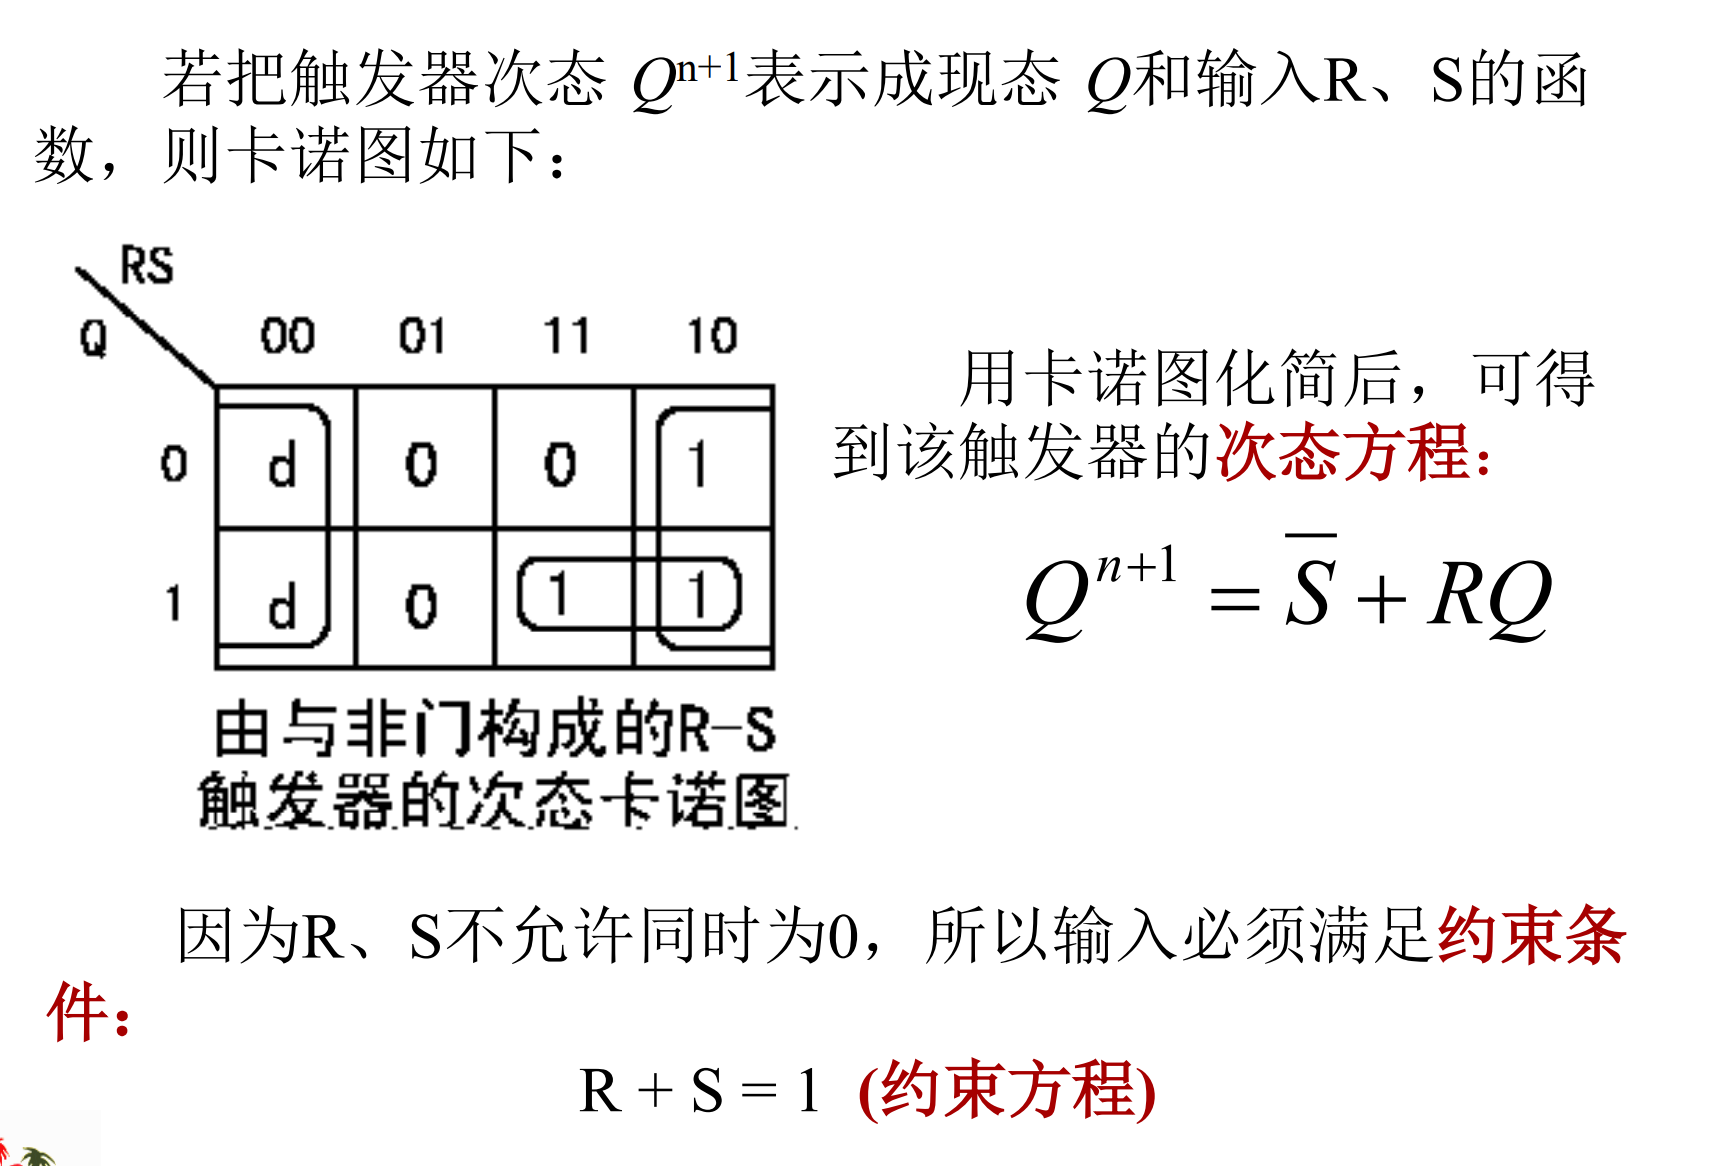 若把触发器次态 Qⁿ⁺¹表示成现态 Q和输入R、S的函
数，则卡诺图如下：
RS
Q 00 01 11 10
0 d 0 0 1
1 d 0 1 1
由与非门构成的R-S
触发器的次态卡诺图
用卡诺图化简后，可得
到该触发器的次态方程：
Qⁿ⁺¹ = S̅ + RQ
因为R、S不允许同时为0，所以输入必须满足约束条
件：
R + S = 1 (约束方程)